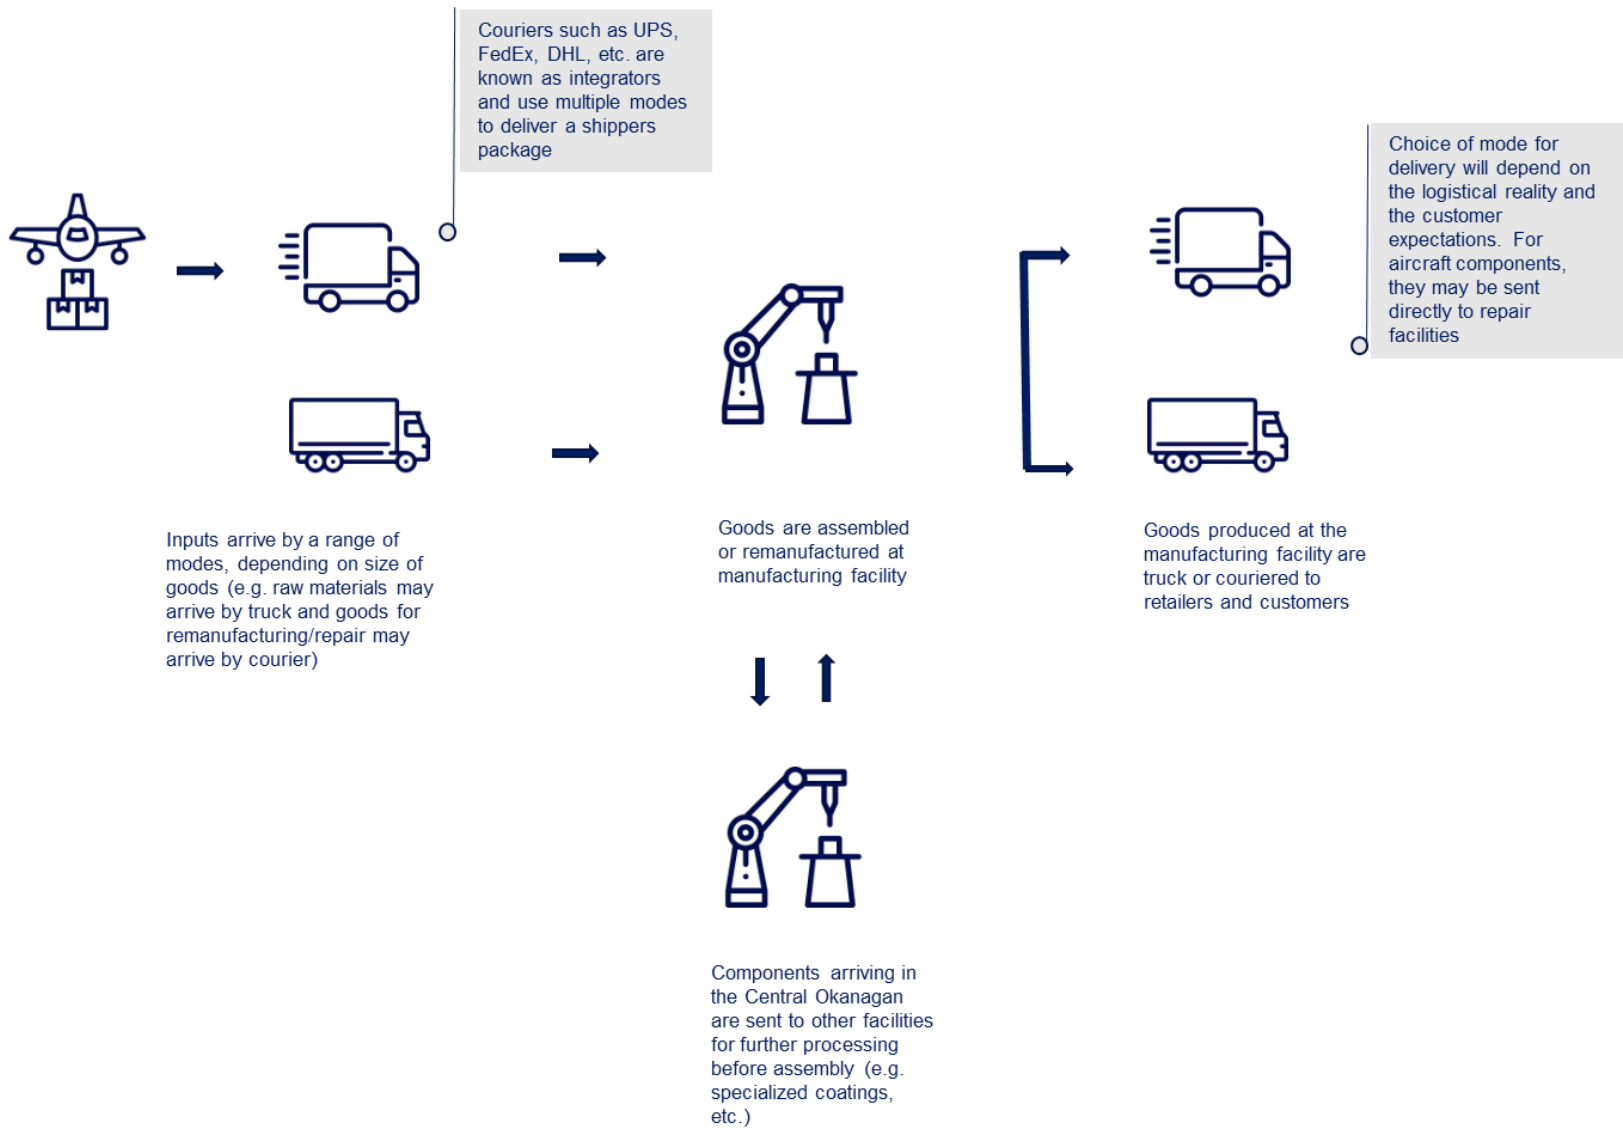 Couriers such as UPS,
FedEx, DHL, etc. are
known as integrators
and use multiple modes
to deliver a shippers
package
Choice of mode for
delivery will depend on
the logistical reality and
the customer
expectations. For
aircraft components,
they may be sent
directly to repair
facilities
Inputs arrive by a range of
modes, depending on size of
goods (e.g. raw materials may
arrive by truck and goods for
remanufacturing/repair may
arrive by courier)
Goods are assembled
or remanufactured at
manufacturing facility
Goods produced at the
manufacturing facility are
truck or couriered to
retailers and customers
Components arriving in
the Central Okanagan
are sent to other facilities
for further processing
before assembly (e.g.
specialized coatings,
etc.)